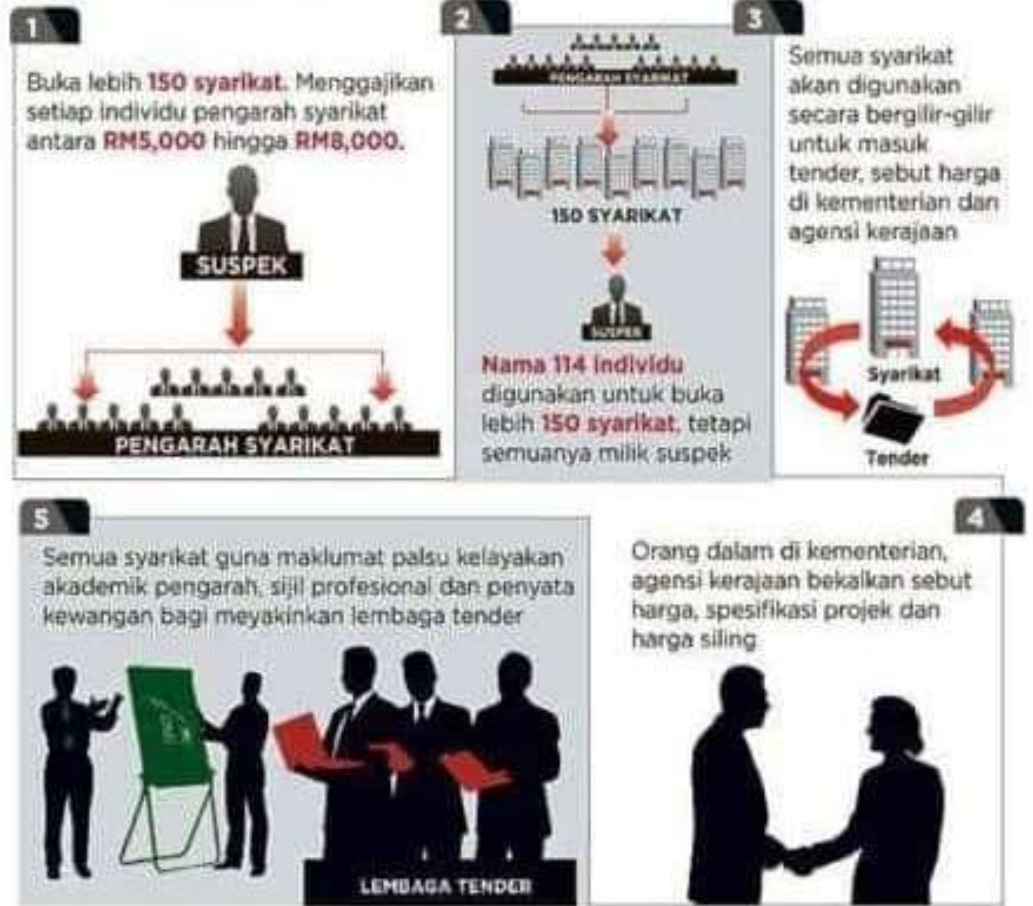 1
Buka lebih 150 syarikat. Menggajikan
setiap individu pengarah syarikat
antara RM5,000 hingga RM8,000.
SUSPEK
PENGARAH SYARIKAT
2
PENGARAH SYARIKAT
150 SYARIKAT
SUSPEK
Nama 114 individu
digunakan untuk buka
lebih 150 syarikat, tetapi
semuanya milik suspek
3
Semua syarikat
akan digunakan
secara bergilir-gilir
untuk masuk
tender, sebut harga
di kementerian dan
agensi kerajaan
Syarikat
Tender
4
Orang dalam di kementerian,
agensi kerajaan bekalkan sebut
harga, spesifikasi projek dan
harga siling
5
Semua syarikat guna maklumat palsu kelayakan
akademik pengarah, sijil profesional dan penyata
kewangan bagi meyakinkan lembaga tender
LEMBAGA TENDER